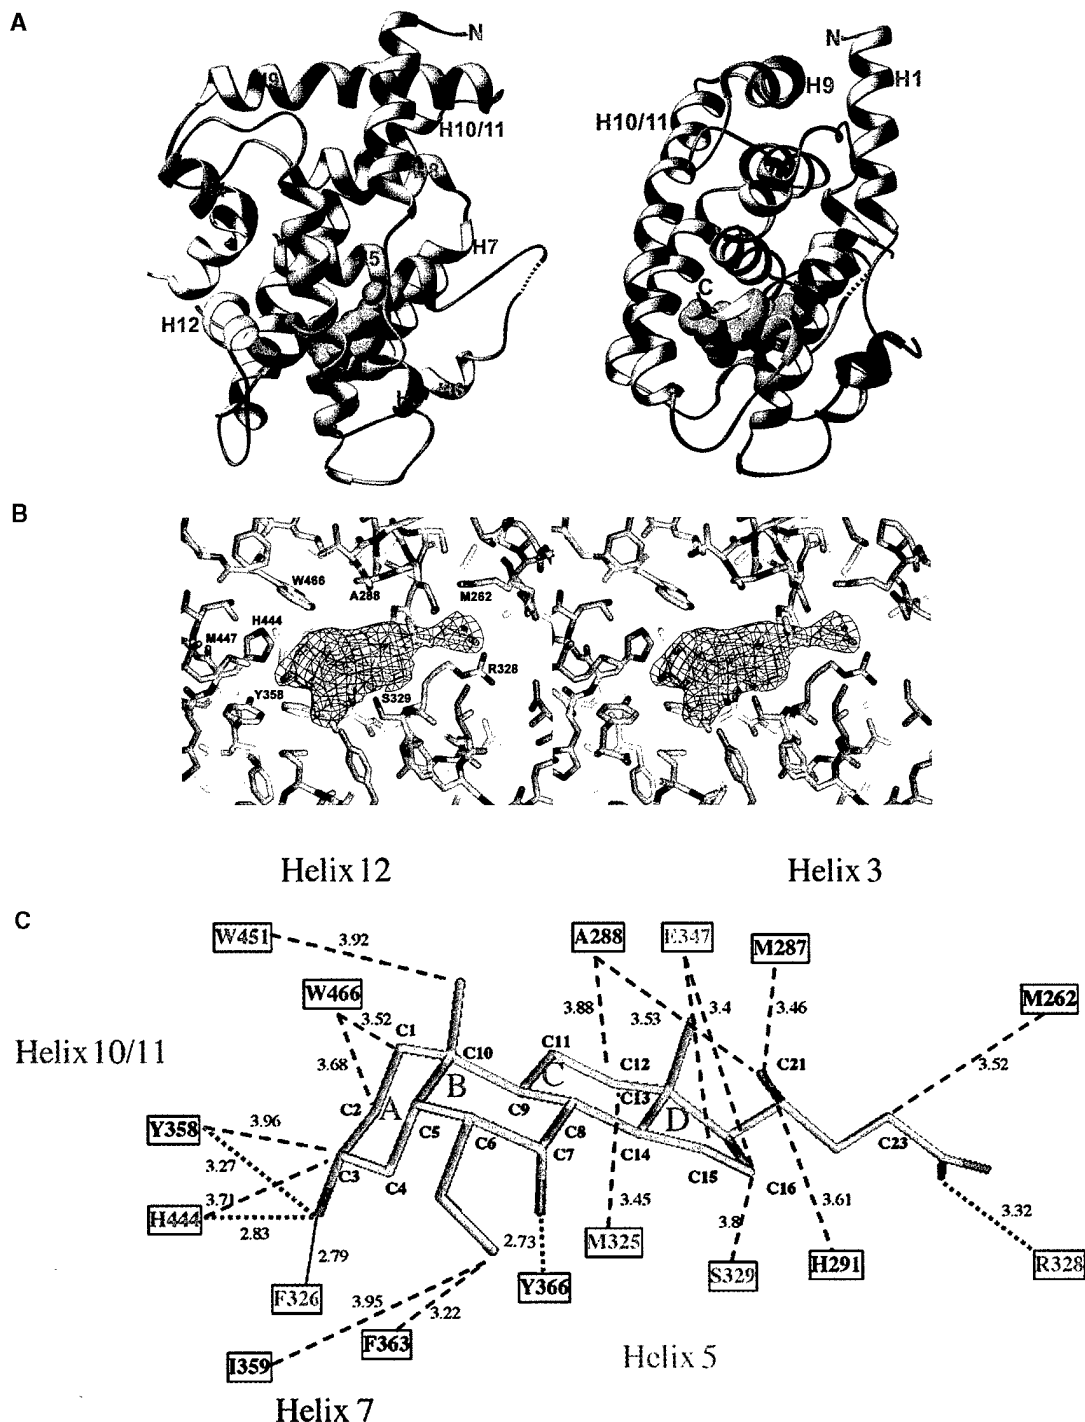 A
N
H9
H10/11
H8
H7
H12
N
H9
H1
H10/11
C
B
W466
A288
M262
H444
M447
R328
Y358
S329
Helix 12
Helix 3
C
W451
3.92
A288
E347
M287
W466
3.52
3.88
3.53
3.4
3.46
M262
Helix 10/11
C1
C10
C11
C12
C21
3.52
3.68
B
C
C13
C2
A
C9
D
C23
Y358
3.96
C5
C6
C8
3.27
C7
C14
C15
C3
C4
C16
3.71
3.45
3.61
H444
2.83
3.32
2.79
2.73
M325
3.8
S329
H291
R328
F326
Y366
3.95
3.22
F363
I359
Helix 5
Helix 7